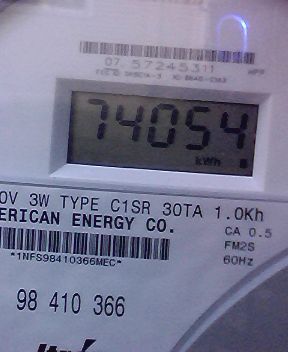 07, 57245311
74054
kWh
0V 3W TYPE C1SR 30TA 1.0Kh
ERICAN ENERGY CO.
CA 0.5
FM2S
60Hz
*1NFS98410366MEC*
98 410 366